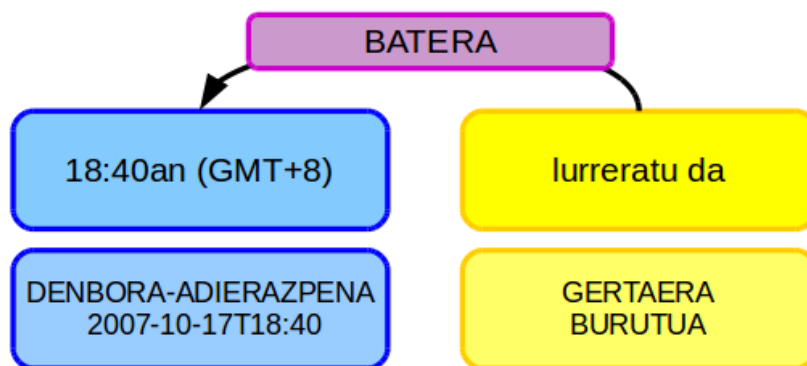 BATERA
18:40an (GMT+8)
lurreratu da
DENBORA-ADIERAZPENA
2007-10-17T18:40
GERTAERA
BURUTUA